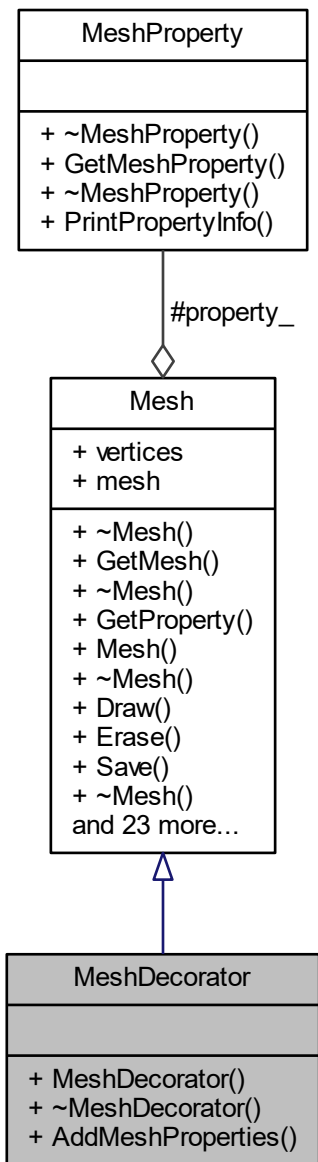 MeshProperty
+ ~MeshProperty()
+ GetMeshProperty()
+ ~MeshProperty()
+ PrintPropertyInfo()
#property_
Mesh
+ vertices
+ mesh
+ ~Mesh()
+ GetMesh()
+ ~Mesh()
+ GetProperty()
+ Mesh()
+ ~Mesh()
+ Draw()
+ Erase()
+ Save()
+ ~Mesh()
and 23 more...
MeshDecorator
+ MeshDecorator()
+ ~MeshDecorator()
+ AddMeshProperties()